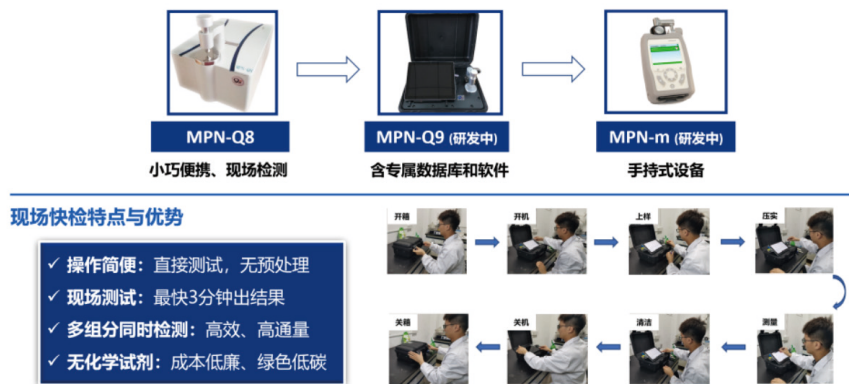 MPN-Q8
MPN-Q9 (研发中)
MPN-m (研发中)
小巧便携、现场检测
含专属数据库和软件
手持式设备
现场快检特点与优势
✓ 操作简便：直接测试，无预处理
✓ 现场测试：最快3分钟出结果
✓ 多组分同时检测：高效、高通量
✓ 无化学试剂：成本低廉、绿色低碳
开箱
开机
上样
压实
关箱
关机
清洁
测量